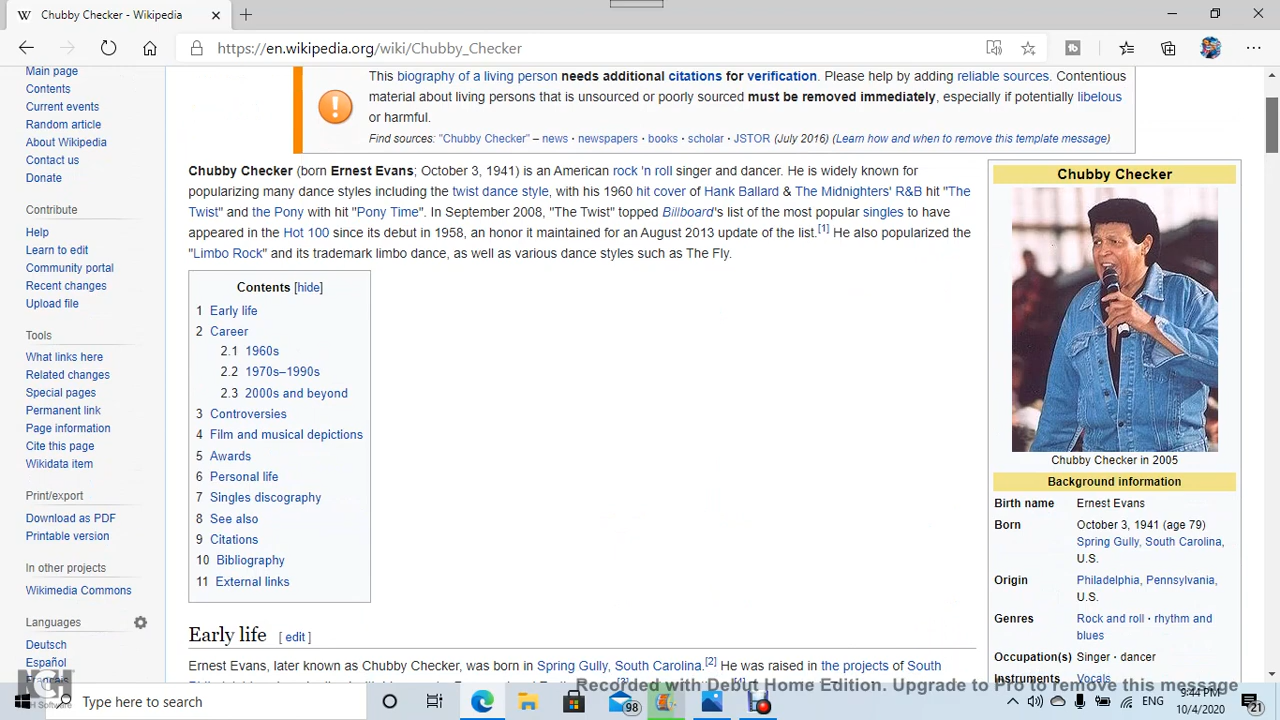 Chubby Checker - Wikipedia
https://en.wikipedia.org/wiki/Chubby_Checker
Main page
Contents
Current events
Random article
About Wikipedia
Contact us
Donate
Contribute
Help
Learn to edit
Community portal
Recent changes
Upload file
Tools
What links here
Related changes
Special pages
Permanent link
Page information
Cite this page
Wikidata item
Print/export
Download as PDF
Printable version
In other projects
Wikimedia Commons
Languages
Deutsch
Español
Français
This biography of a living person needs additional citations for verification. Please help by adding reliable sources. Contentious
material about living persons that is unsourced or poorly sourced must be removed immediately, especially if potentially libelous
or harmful.
Find sources: "Chubby Checker" – news · newspapers · books · scholar · JSTOR (July 2016) (Learn how and when to remove this template message)
Chubby Checker (born Ernest Evans; October 3, 1941) is an American rock 'n roll singer and dancer. He is widely known for
popularizing many dance styles including the twist dance style, with his 1960 hit cover of Hank Ballard & The Midnighters' R&B hit "The
Twist" and the Pony with hit "Pony Time". In September 2008, "The Twist" topped Billboard's list of the most popular singles to have
appeared in the Hot 100 since its debut in 1958, an honor it maintained for an August 2013 update of the list.[1] He also popularized the
"Limbo Rock" and its trademark limbo dance, as well as various dance styles such as The Fly.
Contents [hide]
1 Early life
2 Career
2.1 1960s
2.2 1970s–1990s
2.3 2000s and beyond
3 Controversies
4 Film and musical depictions
5 Awards
6 Personal life
7 Singles discography
8 See also
9 Citations
10 Bibliography
11 External links
Early life [ edit ]
Ernest Evans, later known as Chubby Checker, was born in Spring Gully, South Carolina.[2] He was raised in the projects of South
Chubby Checker
Chubby Checker in 2005
Background information
Birth name Ernest Evans
Born October 3, 1941 (age 79)
Spring Gully, South Carolina,
U.S.
Origin Philadelphia, Pennsylvania,
U.S.
Genres Rock and roll · rhythm and
blues
Occupation(s) Singer · dancer
Instruments Vocals
Recorded with Debut Home Edition. Upgrade to Pro to remove this message
Type here to search
98
9:44 PM
10/4/2020
21